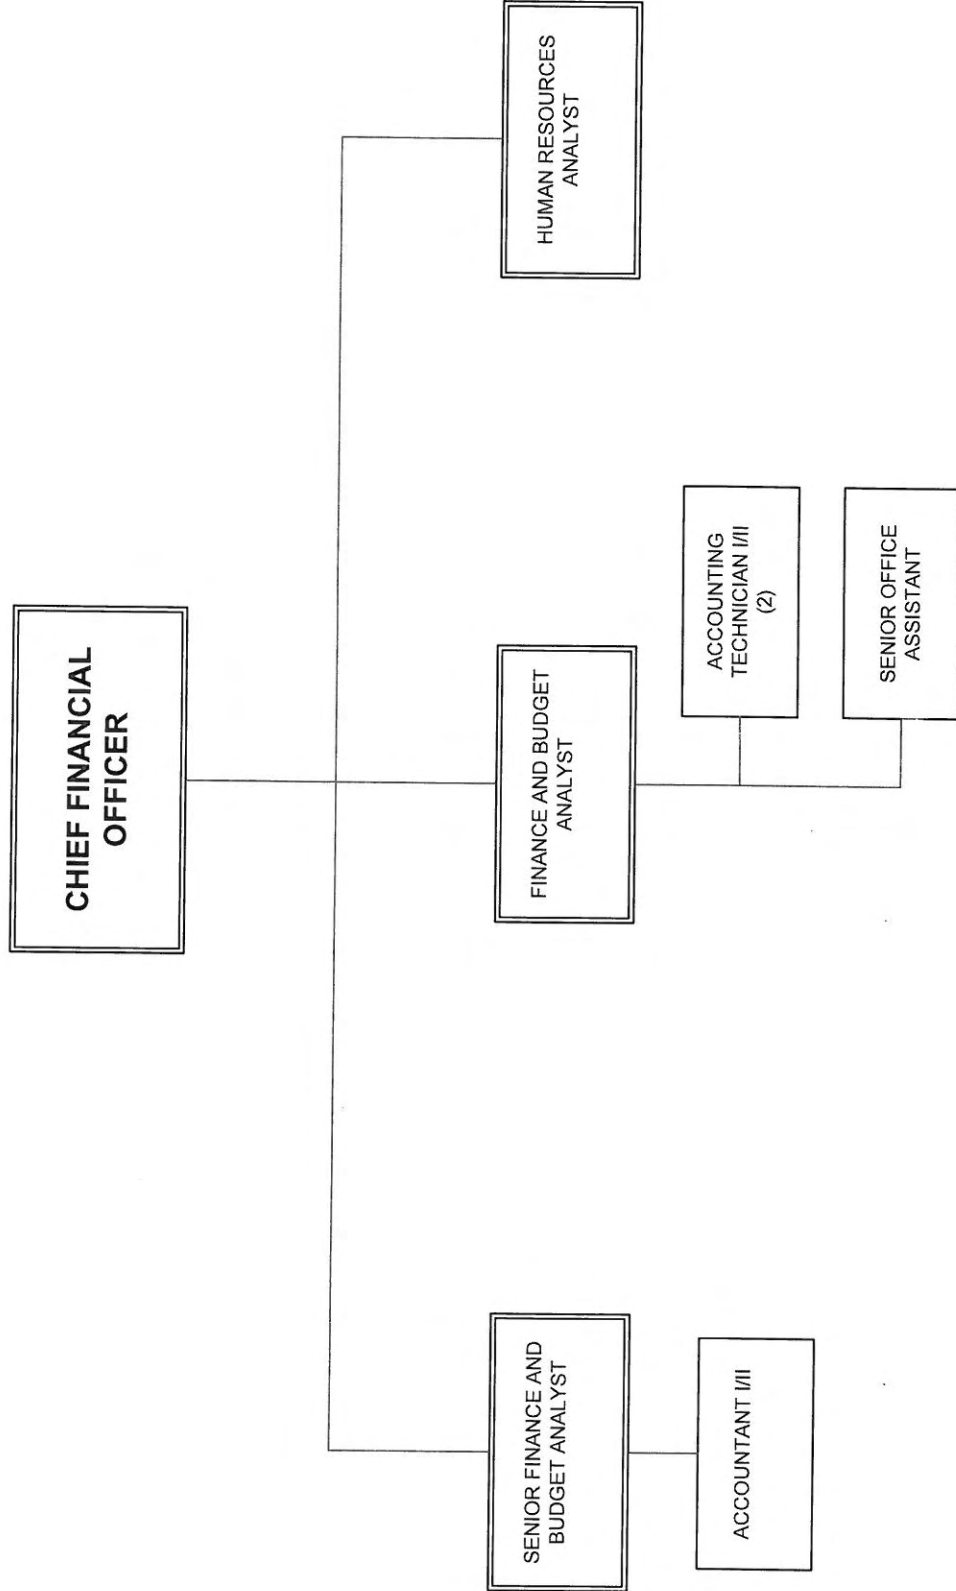 CHIEF FINANCIAL
OFFICER
SENIOR FINANCE AND
BUDGET ANALYST
ACCOUNTANT I/II
FINANCE AND BUDGET
ANALYST
ACCOUNTING
TECHNICIAN I/II
(2)
SENIOR OFFICE
ASSISTANT
HUMAN RESOURCES
ANALYST